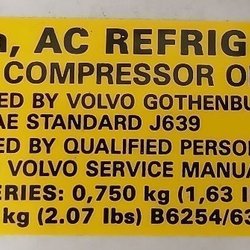 , AC REFRIG
COMPRESSOR O
ED BY VOLVO GOTHENB
AE STANDARD J639
ED BY QUALIFIED PERSO
VOLVO SERVICE MANUA
ERIES: 0,750 kg (1,63
kg (2.07 lbs) B6254/63